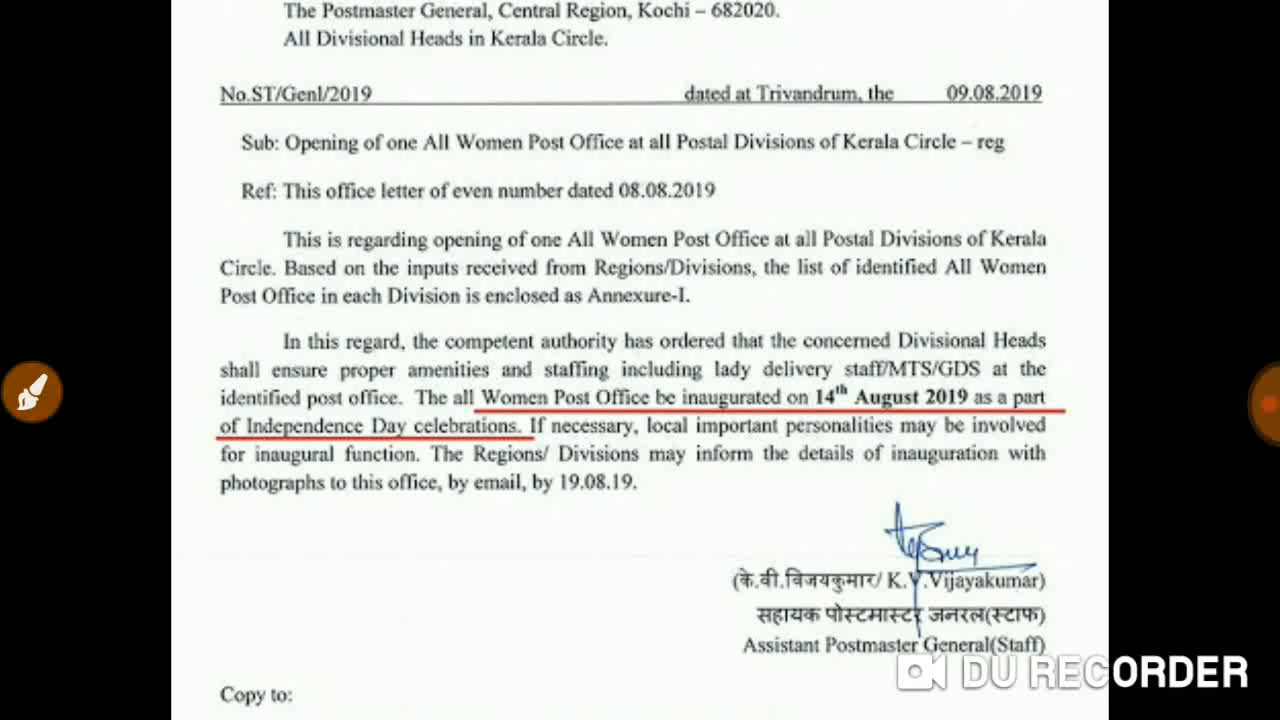 The Postmaster General, Central Region, Kochi – 682020.
All Divisional Heads in Kerala Circle.
No.ST/Genl/2019 dated at Trivandrum, the 09.08.2019
Sub: Opening of one All Women Post Office at all Postal Divisions of Kerala Circle – reg
Ref: This office letter of even number dated 08.08.2019
This is regarding opening of one All Women Post Office at all Postal Divisions of Kerala
Circle. Based on the inputs received from Regions/Divisions, the list of identified All Women
Post Office in each Division is enclosed as Annexure-I.
In this regard, the competent authority has ordered that the concerned Divisional Heads
shall ensure proper amenities and staffing including lady delivery staff/MTS/GDS at the
identified post office. The all Women Post Office be inaugurated on 14th August 2019 as a part
of Independence Day celebrations. If necessary, local important personalities may be involved
for inaugural function. The Regions/ Divisions may inform the details of inauguration with
photographs to this office, by email, by 19.08.19.
(के.वी.विजयकुमार/ K.V.Vijayakumar)
सहायक पोस्टमास्टर जनरल(स्टाफ)
Assistant Postmaster General(Staff)
DU RECORDER
Copy to: